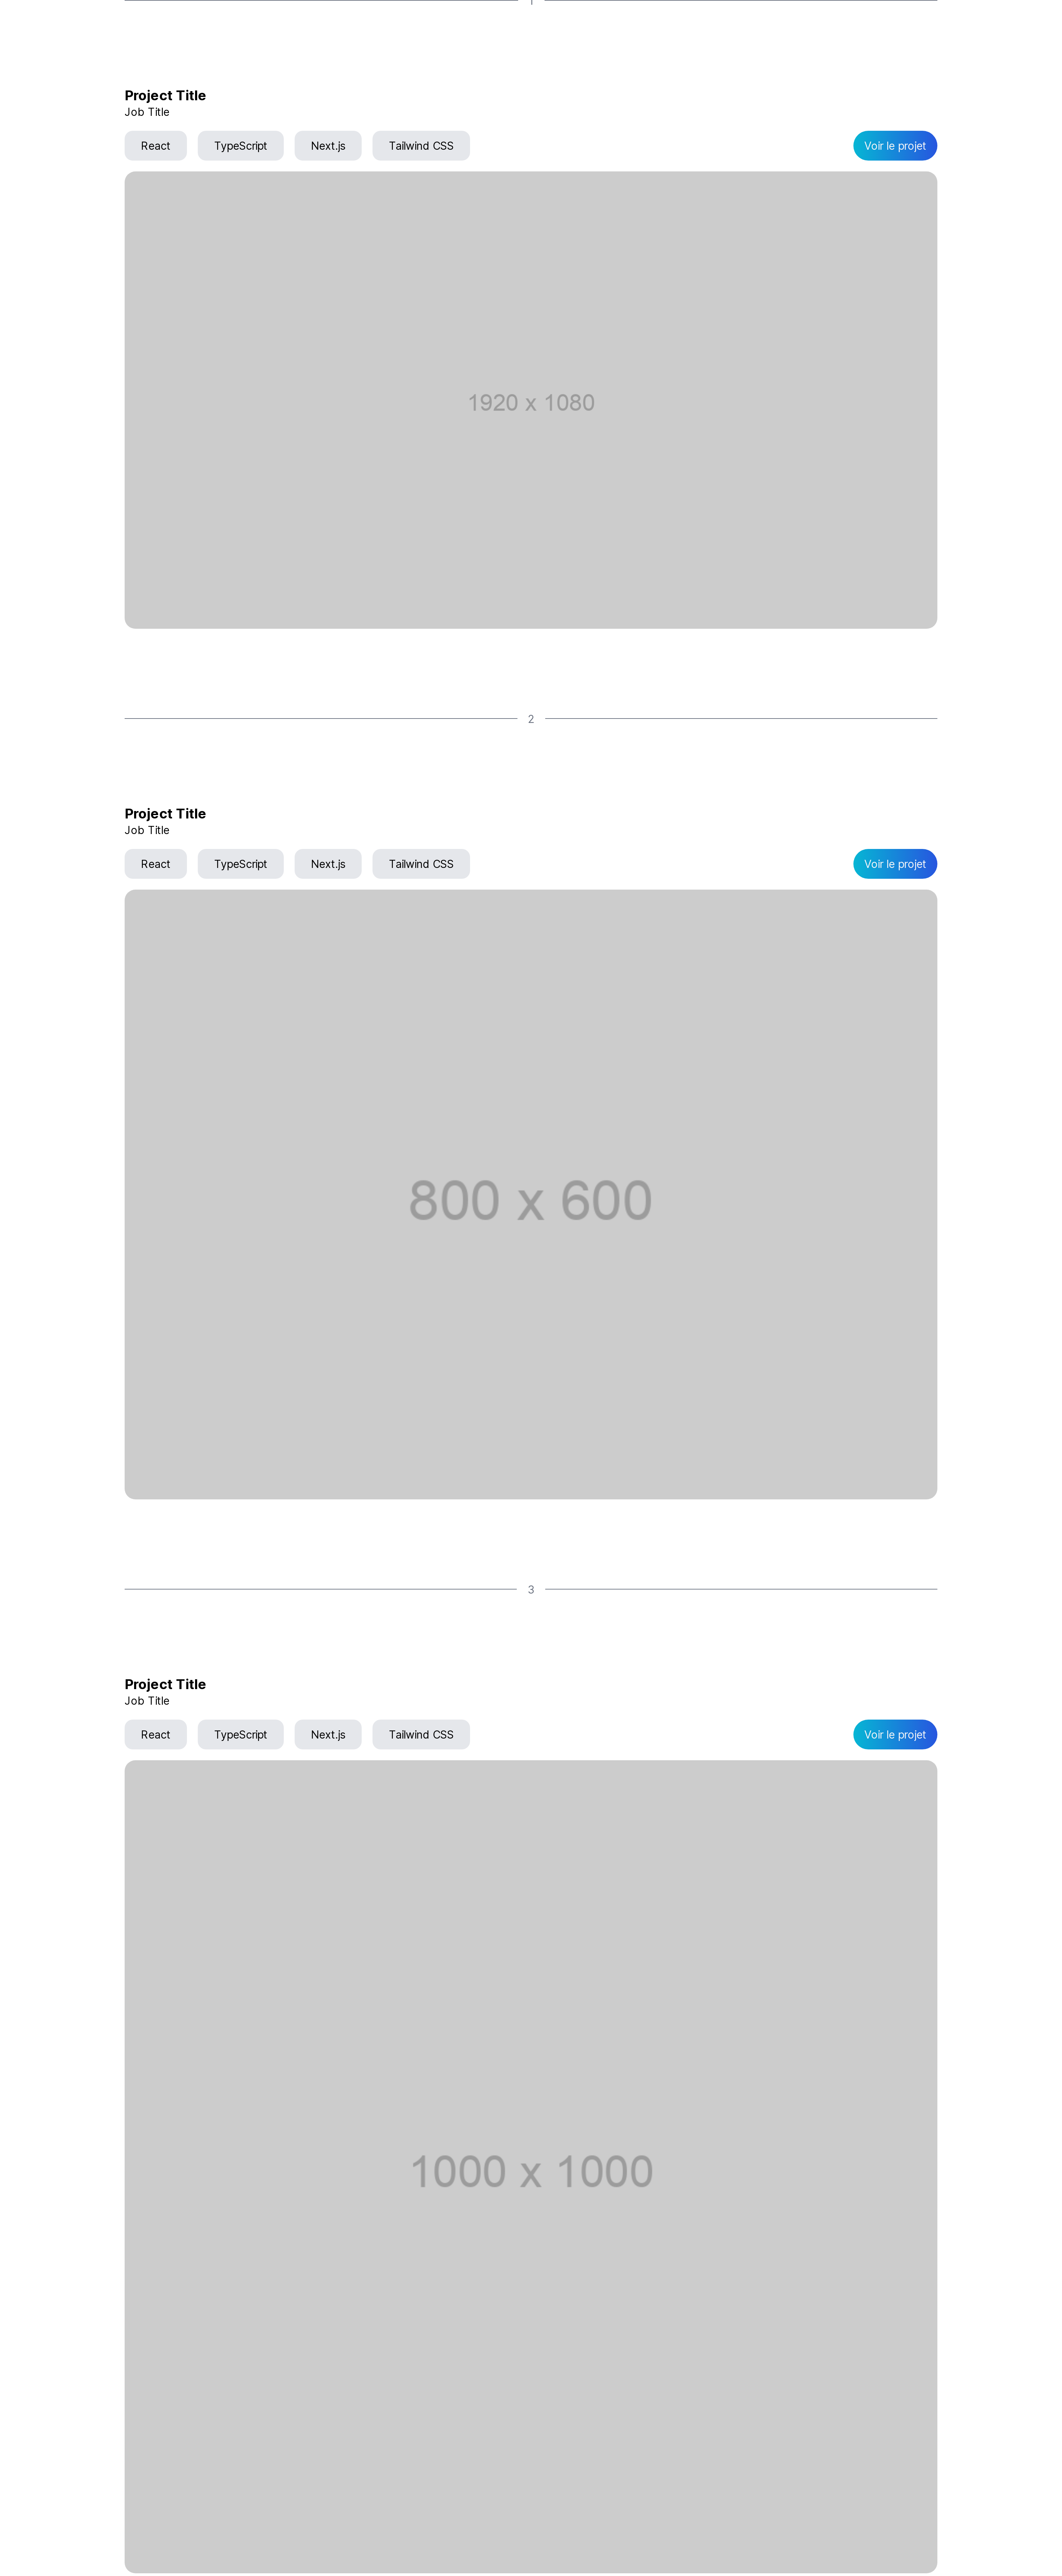 Project Title
Job Title
React TypeScript Next.js Tailwind CSS Voir le projet
1920 x 1080
2
Project Title
Job Title
React TypeScript Next.js Tailwind CSS Voir le projet
800 x 600
3
Project Title
Job Title
React TypeScript Next.js Tailwind CSS Voir le projet
1000 x 1000